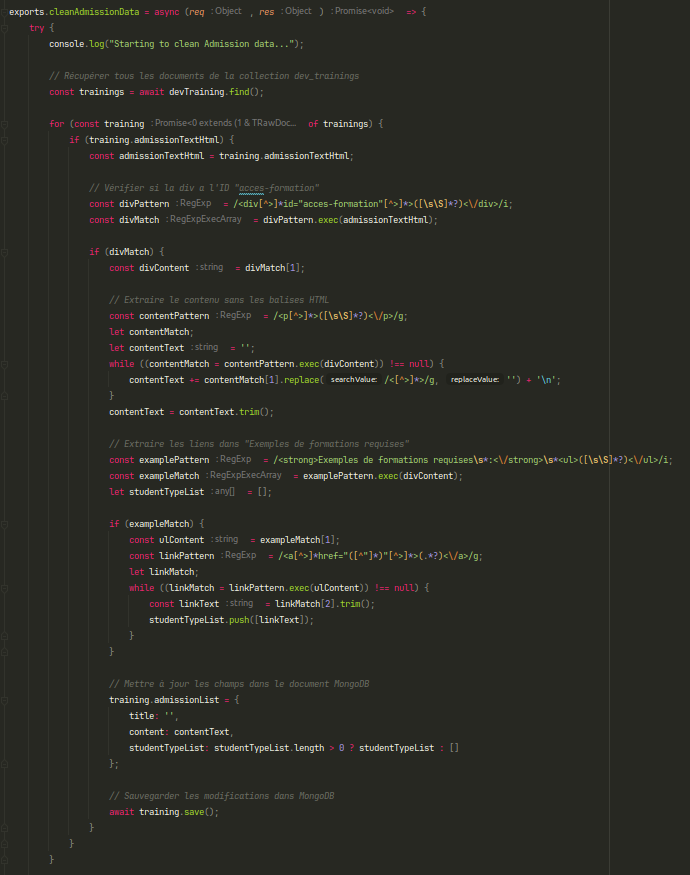 exports.cleanAdmissionData = async (req :Object , res :Object ) :Promise<void> => {
try {
console.log("Starting to clean Admission data...");
// Récupérer tous les documents de la collection dev_trainings
const trainings = await devTraining.find();
for (const training :Promise<0 extends (1 & TRawDoc... of trainings) {
if (training.admissionTextHtml) {
const admissionTextHtml = training.admissionTextHtml;
// Vérifier si la div a l'ID "acces-formation"
const divPattern :RegExp = /<div[^>]*id="acces-formation"[^>]*>([\s\S]*?)<\/div>/i;
const divMatch :RegExpExecArray = divPattern.exec(admissionTextHtml);
if (divMatch) {
const divContent :string = divMatch[1];
// Extraire le contenu sans les balises HTML
const contentPattern :RegExp = /<p[^>]*>([\s\S]*?)<\/p>/g;
let contentMatch;
let contentText :string = '';
while ((contentMatch = contentPattern.exec(divContent)) !== null) {
contentText += contentMatch[1].replace( searchValue: /<[^>]*>/g, replaceValue: '') + '\n';
}
contentText = contentText.trim();
// Extraire les liens dans "Exemples de formations requises"
const examplePattern :RegExp = /<strong>Exemples de formations requises\s*:<\/strong>\s*<ul>([\s\S]*?)<\/ul>/i;
const exampleMatch :RegExpExecArray = examplePattern.exec(divContent);
let studentTypeList :any[] = [];
if (exampleMatch) {
const ulContent :string = exampleMatch[1];
const linkPattern :RegExp = /<a[^>]*href="([^"]*)"[^>]*>(.*?)<\/a>/g;
let linkMatch;
while ((linkMatch = linkPattern.exec(ulContent)) !== null) {
const linkText :string = linkMatch[2].trim();
studentTypeList.push([linkText]);
}
}
// Mettre à jour les champs dans le document MongoDB
training.admissionList = {
title: '',
content: contentText,
studentTypeList: studentTypeList.length > 0 ? studentTypeList : []
};
// Sauvegarder les modifications dans MongoDB
await training.save();
}
}
}